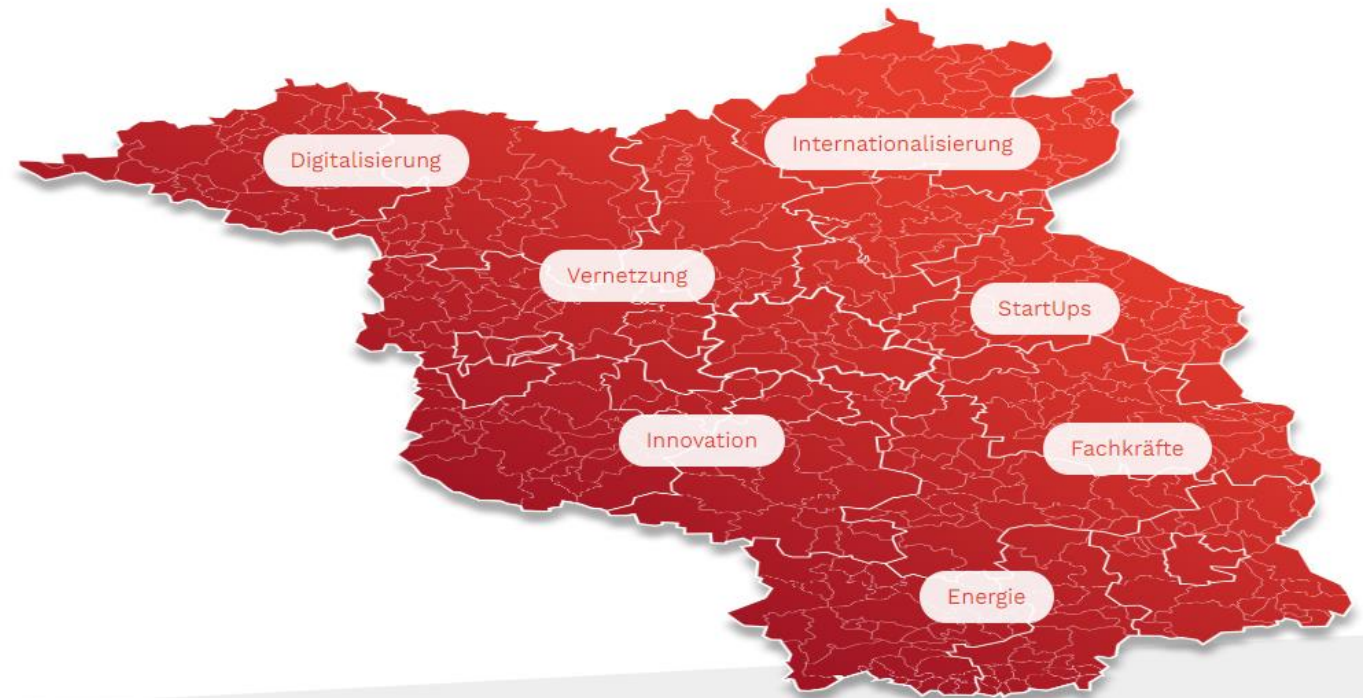 Internationalisierung
Digitalisierung
Vernetzung
StartUps
Innovation
Fachkräfte
Energie